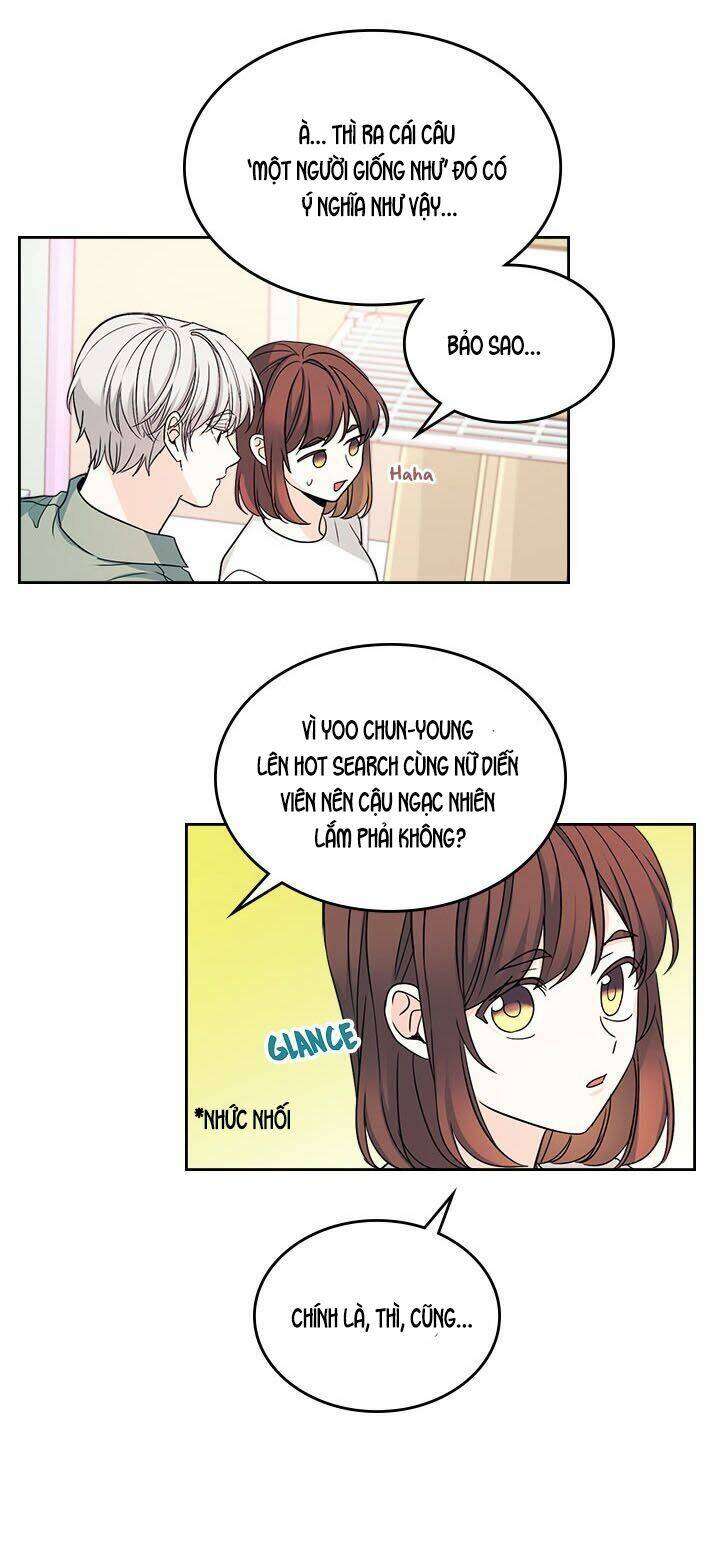 À... THÌ RA CÁI CÂU
'MỘT NGƯỜI GIỐNG NHƯ" ĐÓ CÓ
Ý NGHĨA NHƯ VẬY...
BẢO SAO...
Haha
VÌ YOO CHUN-YOUNG
LÊN HOT SEARCH CÙNG NỮ DIỄN
VIÊN NÊN CẬU NGẠC NHIÊN
LẮM PHẢI KHÔNG?
GLANCE
*NHỨC NHỐI
CHÍNH LÀ, THÌ, CŨNG...